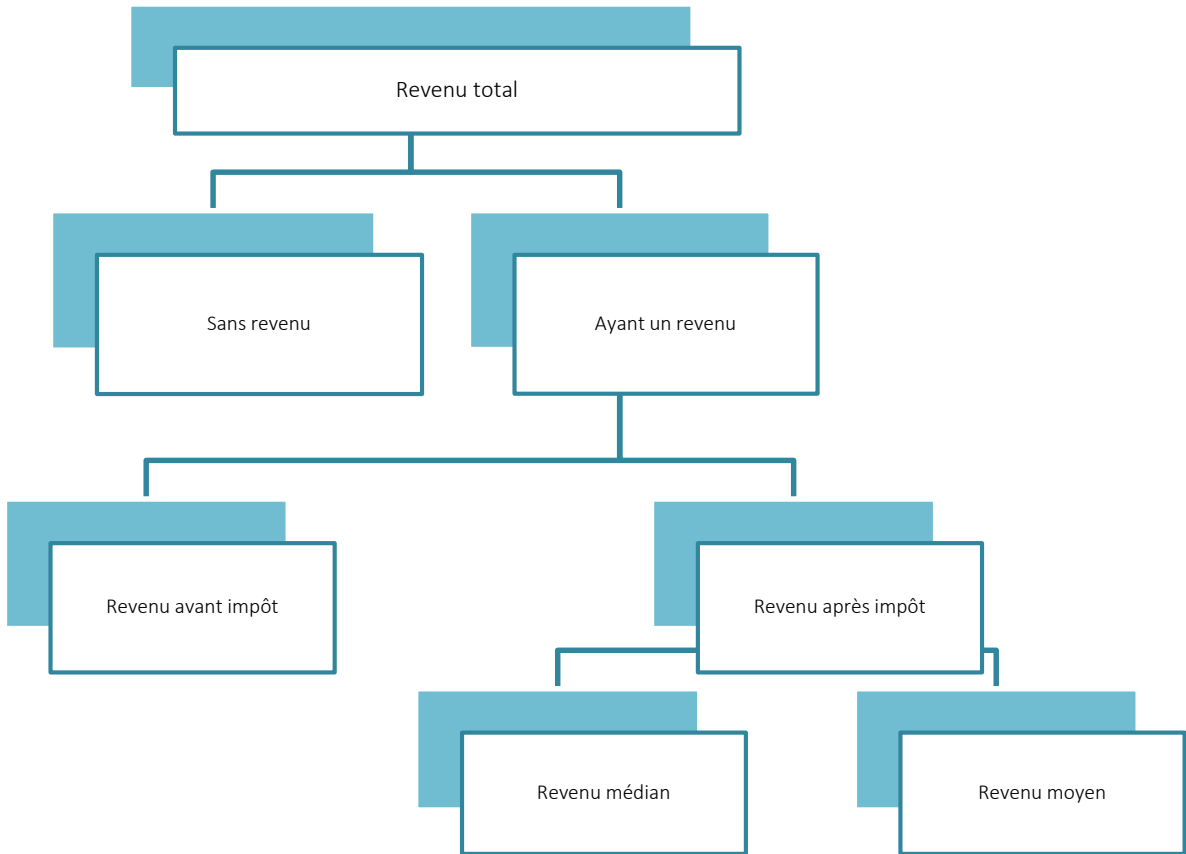 Revenu total
Sans revenu
Ayant un revenu
Revenu avant impôt
Revenu après impôt
Revenu médian
Revenu moyen